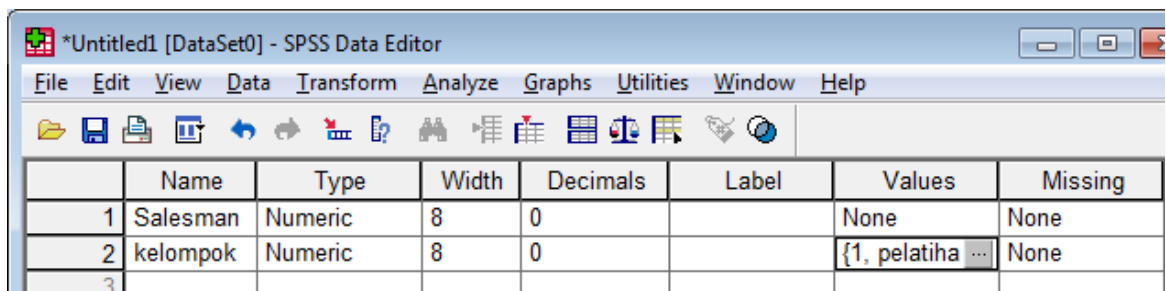 *Untitled1 [DataSet0] - SPSS Data Editor
File Edit View Data Transform Analyze Graphs Utilities Window Help
Name Type Width Decimals Label Values Missing
1 Salesman Numeric 8 0 None None
2 kelompok Numeric 8 0 {1, pelatiha ... None
3